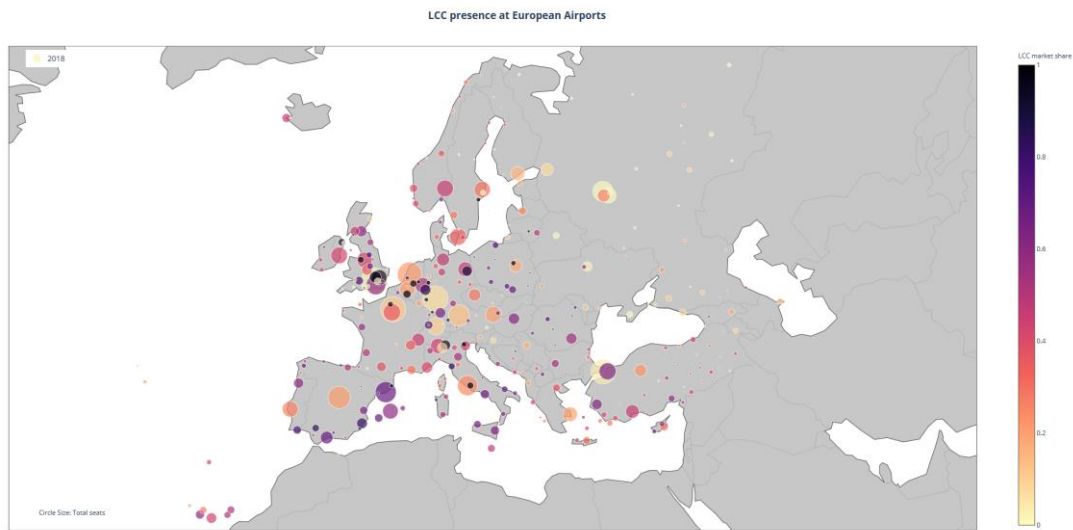 LCC presence at European Airports
2018
LCC market share
1
0.8
0.6
0.4
0.2
0
Circle Size: Total seats